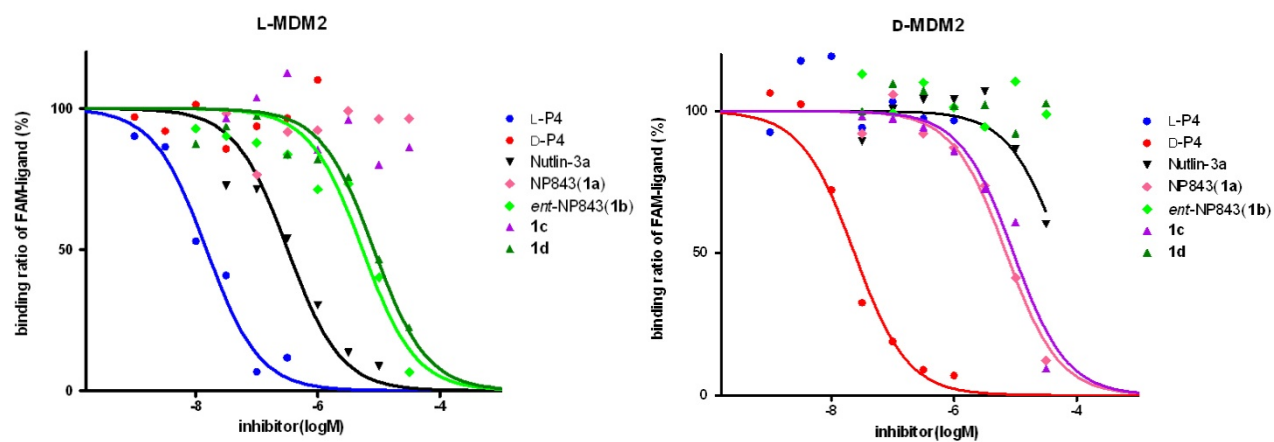 L-MDM2
binding ratio of FAM-ligand (%)
100
50
0
-8
-6
-4
inhibitor(logM)
L-P4
D-P4
Nutlin-3a
NP843(1a)
ent-NP843(1b)
1c
1d
D-MDM2
binding ratio of FAM-ligand (%)
100
50
0
-8
-6
-4
inhibitor(logM)
L-P4
D-P4
Nutlin-3a
NP843(1a)
ent-NP843(1b)
1c
1d